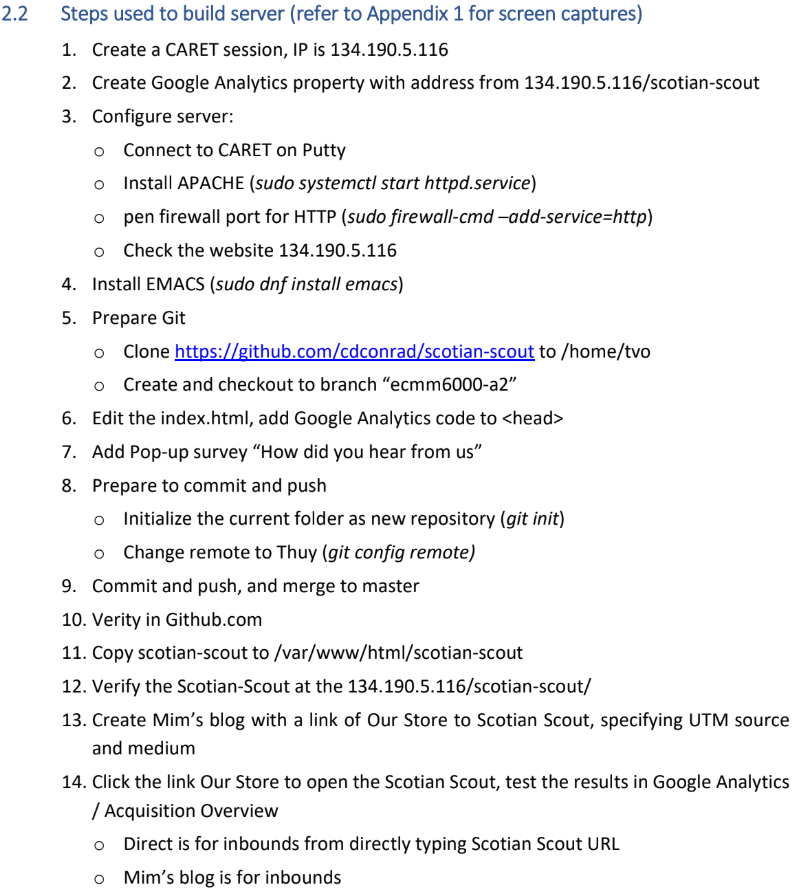 2.2 Steps used to build server (refer to Appendix 1 for screen captures)
1. Create a CARET session, IP is 134.190.5.116
2. Create Google Analytics property with address from 134.190.5.116/scotian-scout
3. Configure server:
o Connect to CARET on Putty
o Install APACHE (sudo systemctl start httpd.service)
o pen firewall port for HTTP (sudo firewall-cmd –add-service=http)
o Check the website 134.190.5.116
4. Install EMACS (sudo dnf install emacs)
5. Prepare Git
o Clone https://github.com/cdconrad/scotian-scout to /home/tvo
o Create and checkout to branch “ecmm6000-a2”
6. Edit the index.html, add Google Analytics code to <head>
7. Add Pop-up survey “How did you hear from us”
8. Prepare to commit and push
o Initialize the current folder as new repository (git init)
o Change remote to Thuy (git config remote)
9. Commit and push, and merge to master
10. Verity in Github.com
11. Copy scotian-scout to /var/www/html/scotian-scout
12. Verify the Scotian-Scout at the 134.190.5.116/scotian-scout/
13. Create Mim’s blog with a link of Our Store to Scotian Scout, specifying UTM source
and medium
14. Click the link Our Store to open the Scotian Scout, test the results in Google Analytics
/ Acquisition Overview
o Direct is for inbounds from directly typing Scotian Scout URL
o Mim’s blog is for inbounds